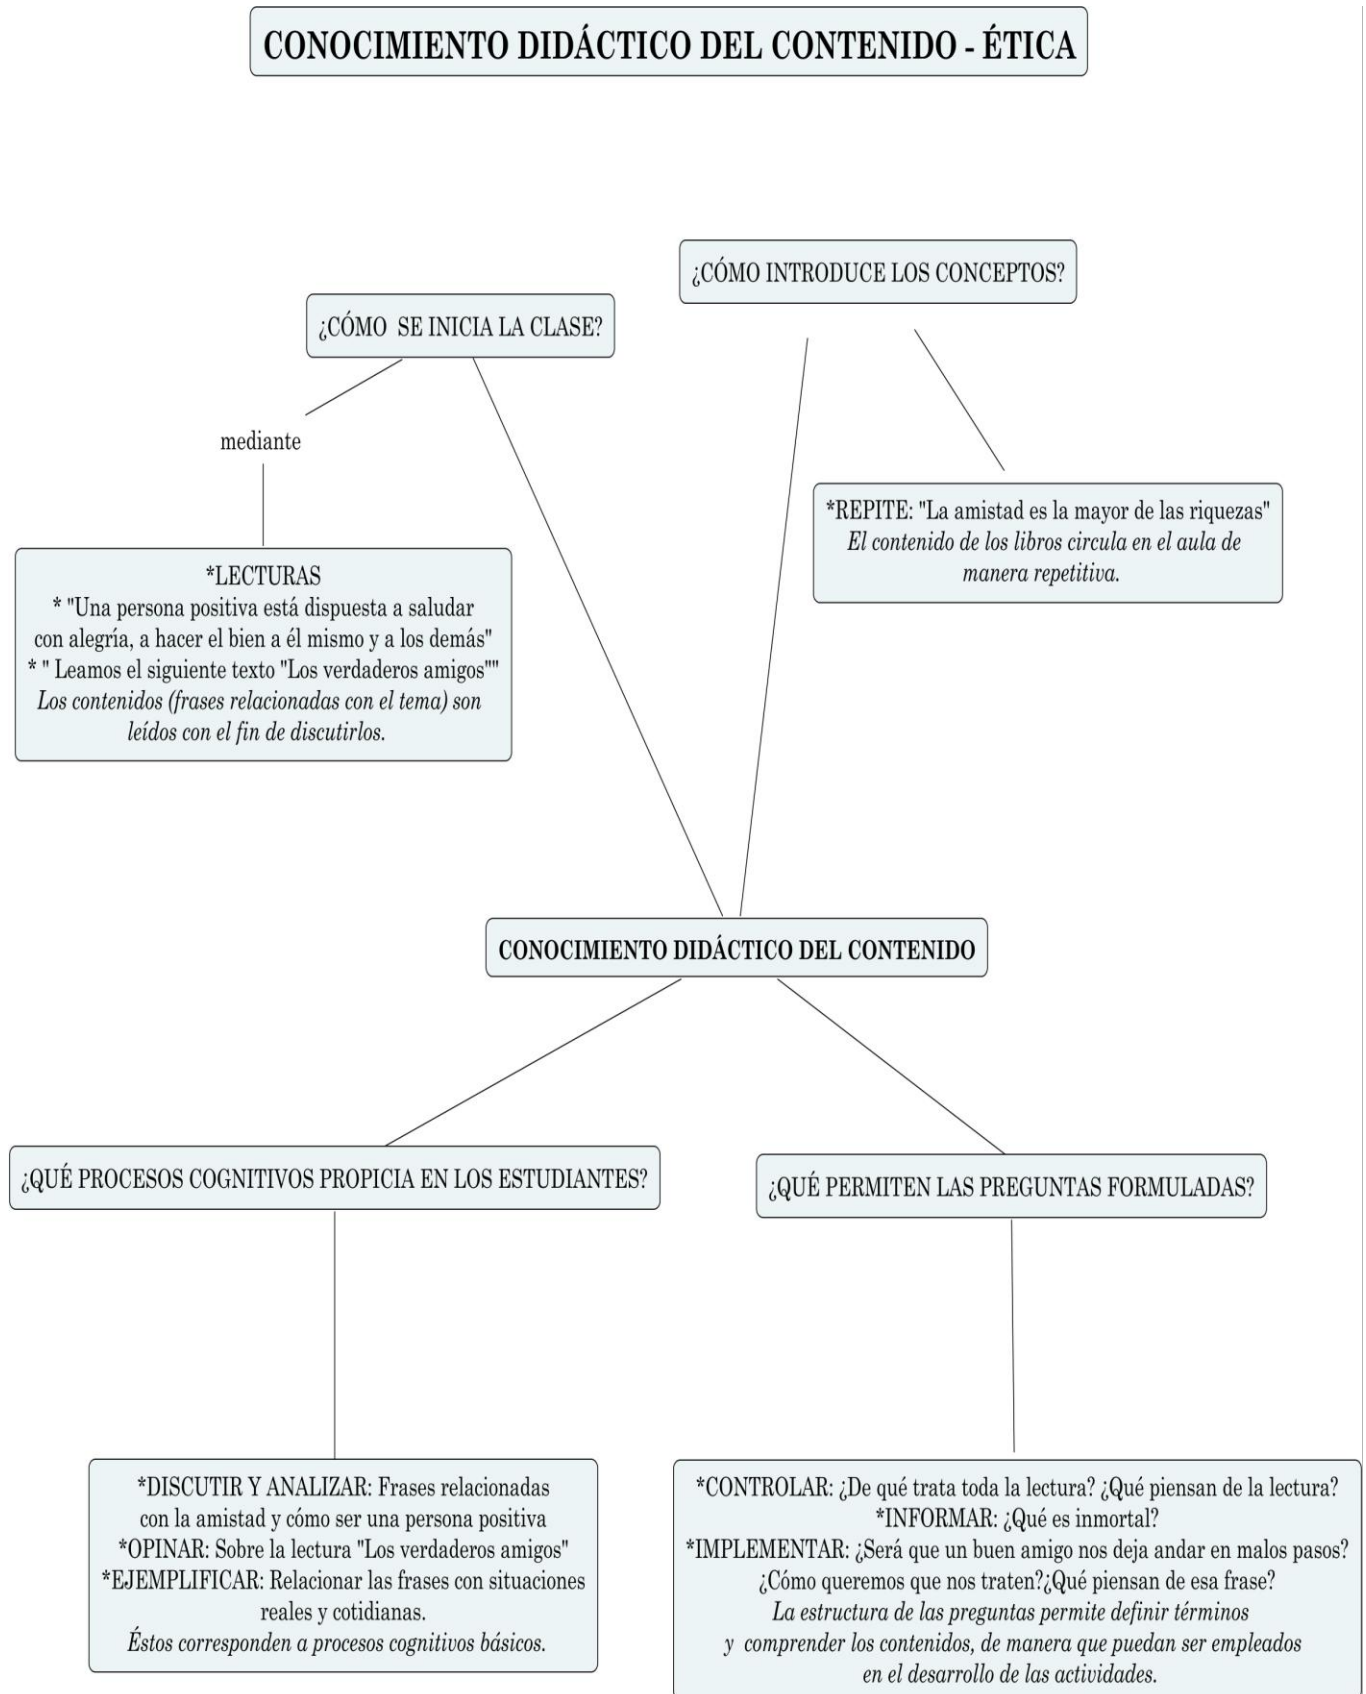 CONOCIMIENTO DIDÁCTICO DEL CONTENIDO - ÉTICA
¿CÓMO INTRODUCE LOS CONCEPTOS?
¿CÓMO SE INICIA LA CLASE?
mediante
*REPITE: "La amistad es la mayor de las riquezas"
El contenido de los libros circula en el aula de
manera repetitiva.
*LECTURAS
* "Una persona positiva está dispuesta a saludar
con alegría, a hacer el bien a él mismo y a los demás"
* " Leamos el siguiente texto "Los verdaderos amigos""
Los contenidos (frases relacionadas con el tema) son
leídos con el fin de discutirlos.
CONOCIMIENTO DIDÁCTICO DEL CONTENIDO
¿QUÉ PROCESOS COGNITIVOS PROPICIA EN LOS ESTUDIANTES?
¿QUÉ PERMITEN LAS PREGUNTAS FORMULADAS?
*DISCUTIR Y ANALIZAR: Frases relacionadas
con la amistad y cómo ser una persona positiva
*OPINAR: Sobre la lectura "Los verdaderos amigos"
*EJEMPLIFICAR: Relacionar las frases con situaciones
reales y cotidianas.
Éstos corresponden a procesos cognitivos básicos.
*CONTROLAR: ¿De qué trata toda la lectura? ¿Qué piensan de la lectura?
*INFORMAR: ¿Qué es inmortal?
*IMPLEMENTAR: ¿Será que un buen amigo nos deja andar en malos pasos?
¿Cómo queremos que nos traten?¿Qué piensan de esa frase?
La estructura de las preguntas permite definir términos
y comprender los contenidos, de manera que puedan ser empleados
en el desarrollo de las actividades.